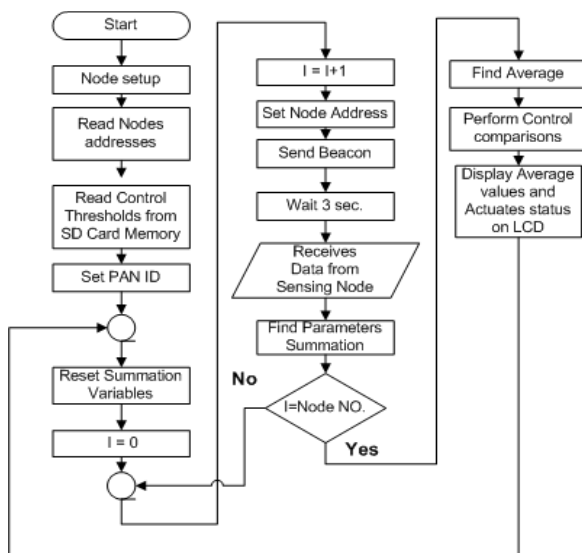 Start
Node setup
Read Nodes
addresses
Read Control
Thresholds from
SD Card Memory
Set PAN ID
Reset Summation
Variables
I = 0
I = I+1
Set Node Address
Send Beacon
Wait 3 sec.
Receives
Data from
Sensing Node
Find Parameters
Summation
No
I=Node NO.
Yes
Find Average
Perform Control
comparisons
Display Average
values and
Actuates status
on LCD